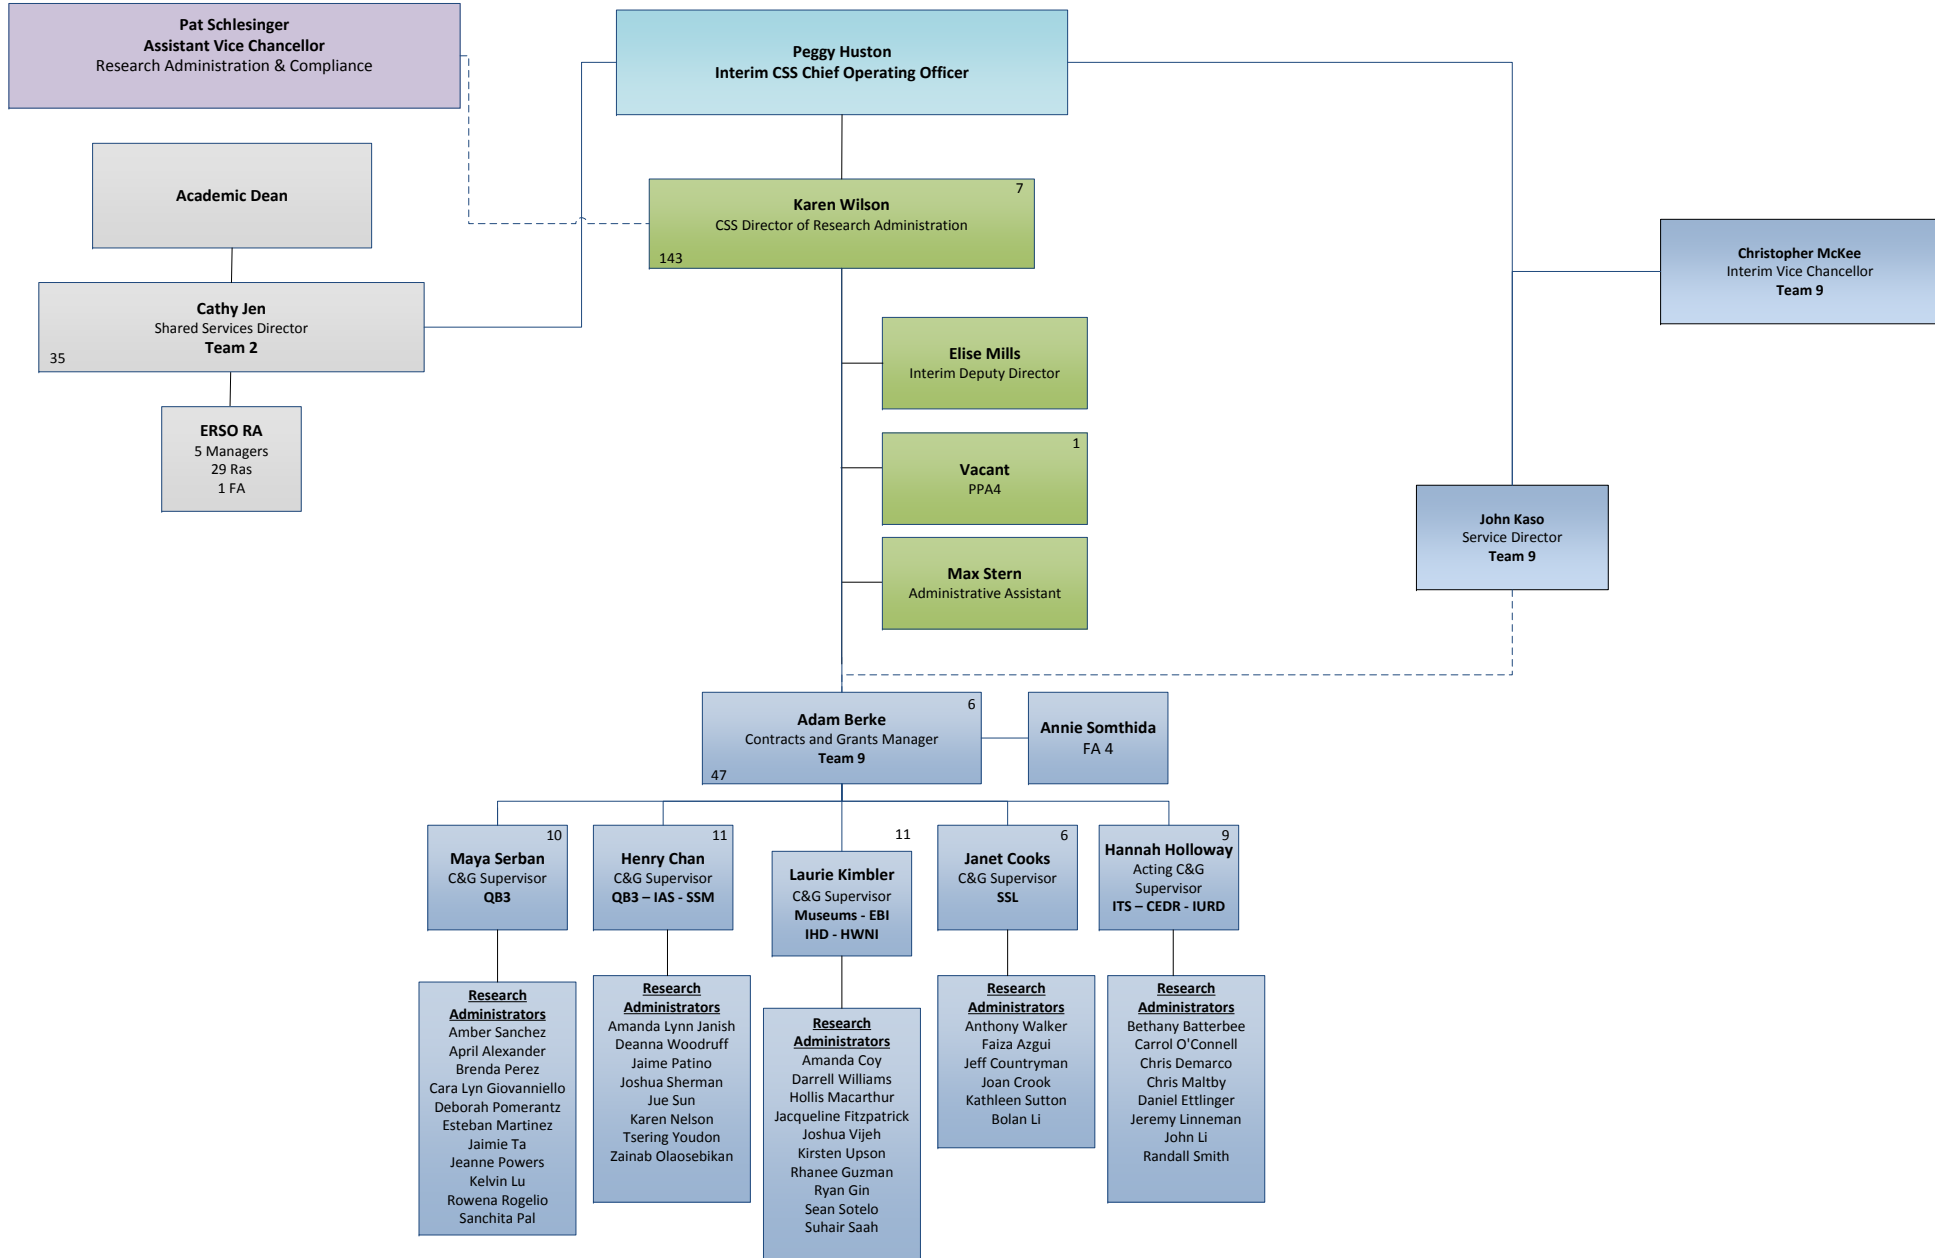 Pat Schlesinger
Assistant Vice Chancellor
Research Administration & Compliance
Peggy Huston
Interim CSS Chief Operating Officer
Academic Dean
7
Karen Wilson
CSS Director of Research Administration
143
Christopher McKee
Interim Vice Chancellor
Team 9
Cathy Jen
Shared Services Director
Team 2
35
Elise Mills
Interim Deputy Director
ERSO RA
5 Managers
29 Ras
1 FA
1
Vacant
PPA4
John Kaso
Service Director
Team 9
Max Stern
Administrative Assistant
6
Adam Berke
Contracts and Grants Manager
Team 9
47
Annie Somthida
FA 4
10
Maya Serban
C&G Supervisor
QB3
11
Henry Chan
C&G Supervisor
QB3 – IAS - SSM
11
Laurie Kimbler
C&G Supervisor
Museums - EBI
IHD - HWNI
6
Janet Cooks
C&G Supervisor
SSL
9
Hannah Holloway
Acting C&G
Supervisor
ITS – CEDR - IURD
Research
Administrators
Amber Sanchez
April Alexander
Brenda Perez
Cara Lyn Giovanniello
Deborah Pomerantz
Esteban Martinez
Jaimie Ta
Jeanne Powers
Kelvin Lu
Rowena Rogelio
Sanchita Pal
Research
Administrators
Amanda Lynn Janish
Deanna Woodruff
Jaime Patino
Joshua Sherman
Jue Sun
Karen Nelson
Tsering Youdon
Zainab Olaosebikan
Research
Administrators
Amanda Coy
Darrell Williams
Hollis Macarthur
Jacqueline Fitzpatrick
Joshua Vijeh
Kirsten Upson
Rhanee Guzman
Ryan Gin
Sean Sotelo
Suhair Saah
Research
Administrators
Anthony Walker
Faiza Azgui
Jeff Countryman
Joan Crook
Kathleen Sutton
Bolan Li
Research
Administrators
Bethany Batterbee
Carrol O'Connell
Chris Demarco
Chris Maltby
Daniel Ettlinger
Jeremy Linneman
John Li
Randall Smith